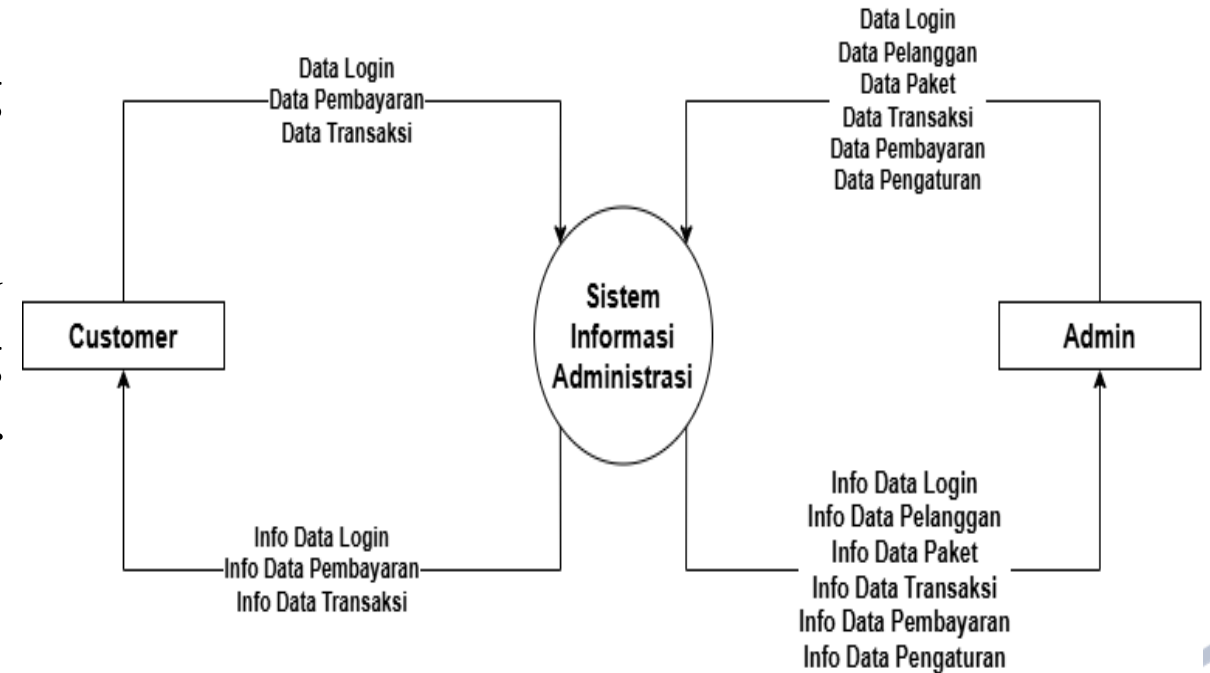 Data Login
Data Pembayaran
Data Transaksi
Data Login
Data Pelanggan
Data Paket
Data Transaksi
Data Pembayaran
Data Pengaturan
Customer
Sistem
Informasi
Administrasi
Admin
Info Data Login
Info Data Pembayaran
Info Data Transaksi
Info Data Login
Info Data Pelanggan
Info Data Paket
Info Data Transaksi
Info Data Pembayaran
Info Data Pengaturan